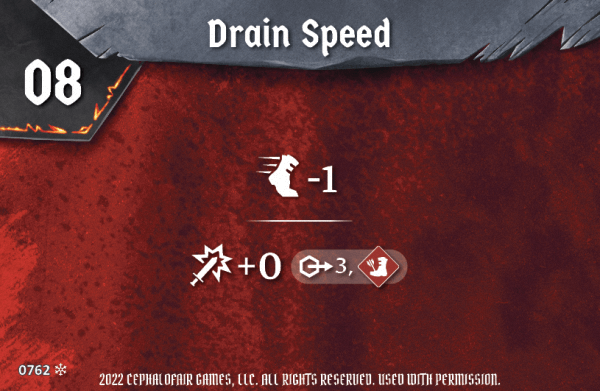 Drain Speed
08
-1
+0 3,
0762
2022 CEPHALOFAIR GAMES, LLC. ALL RIGHTS RESERVED. USED WITH PERMISSION.